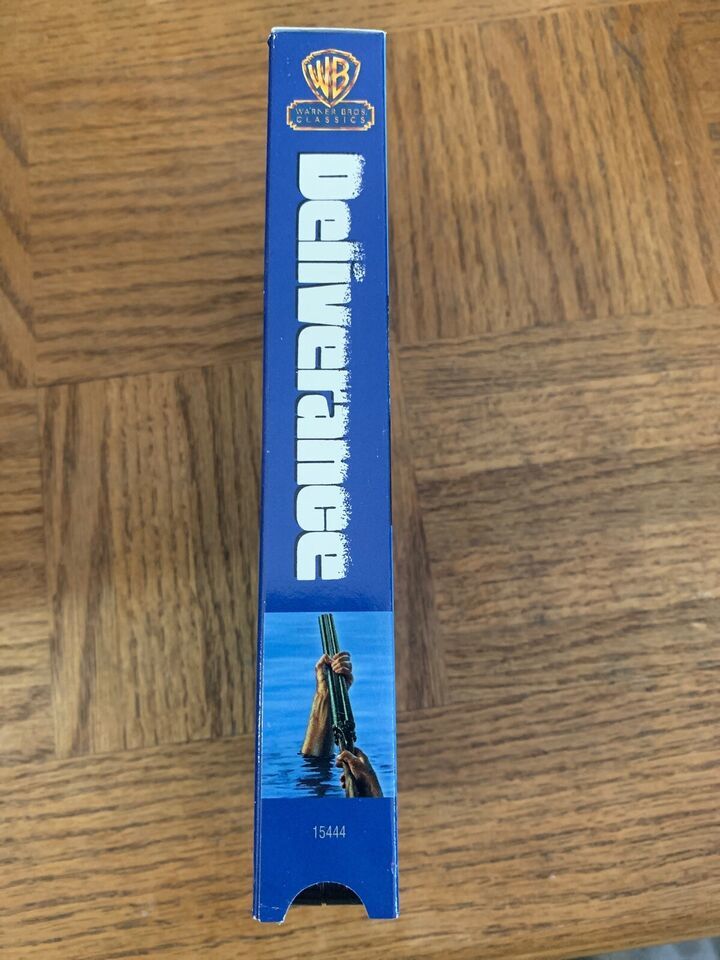 WB
WARNER BROS.
CLASSICS
Deliverance
15444